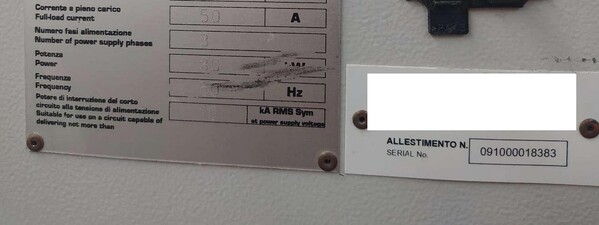 Corrente a pieno carico
Full-load current 59 A
Numero fasi alimentazione
Number of power supply phases 3
Potenza
Power
Frequenza
Frequency Hz
Potere di interruzione del corto
circuito alla tensione di alimentazione
Suitable for use on a circuit capable of
delivering not more than
kA RMS Sym
at power supply voltage
ALLESTIMENTO N.
SERIAL No.
091000018383